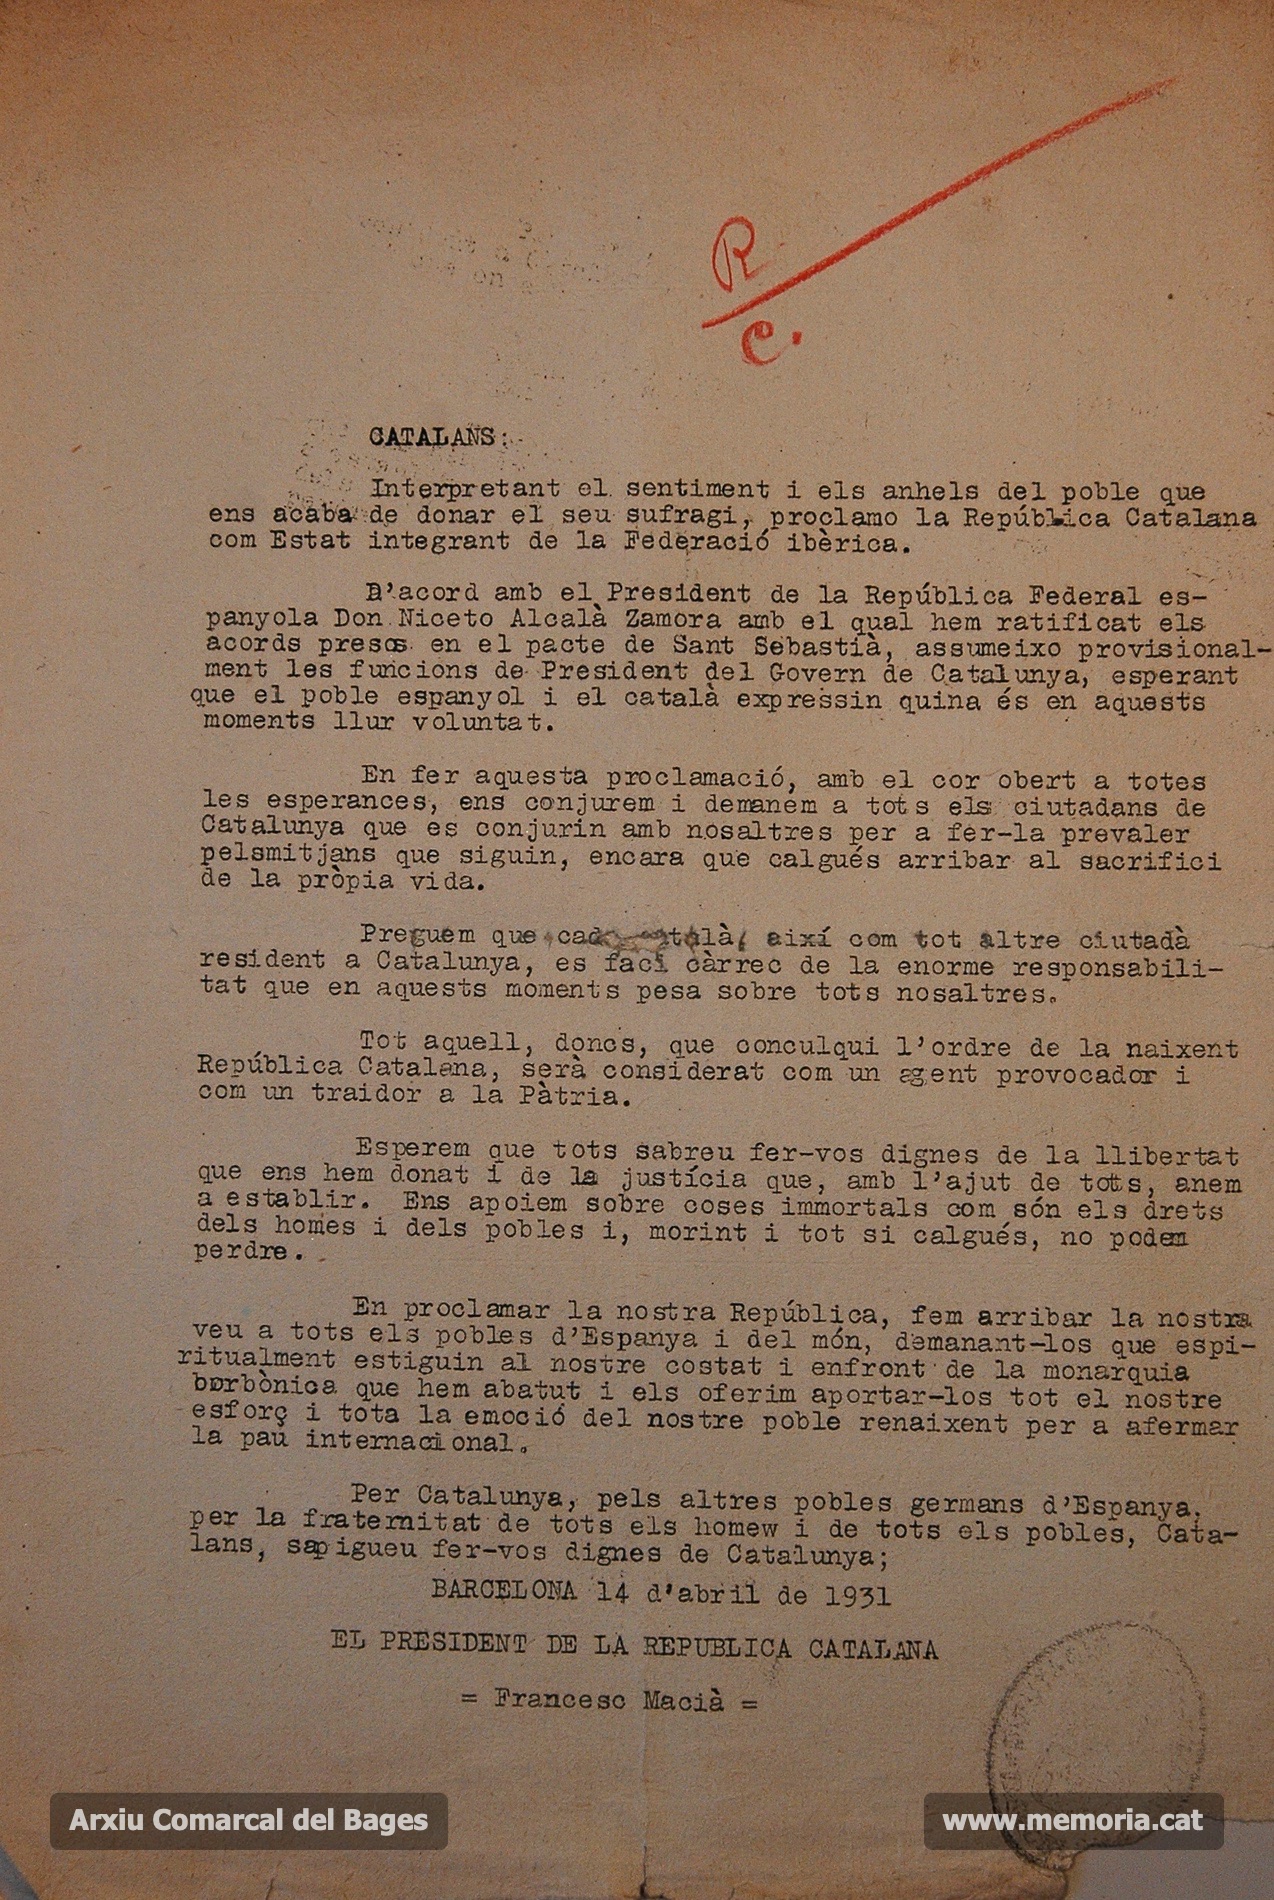 R
C.
CATALANS:
Interpretant el sentiment i els anhels del poble que
ens acaba de donar el seu sufragi, proclamo la República Catalana
com Estat integrant de la Federació ibèrica.
D'acord amb el President de la República Federal es-
panyola Don Niceto Alcalà Zamora amb el qual hem ratificat els
acords presos en el pacte de Sant Sebastià, assumeixo provisional-
ment les funcions de President del Govern de Catalunya, esperant
que el poble espanyol i el català expressin quina és en aquests
moments llur voluntat.
En fer aquesta proclamació, amb el cor obert a totes
les esperances, ens conjurem i demanem a tots els ciutadans de
Catalunya que es conjurin amb nosaltres per a fer-la prevaler
pelsmitjans que siguin, encara que calgués arribar al sacrifici
de la pròpia vida.
Preguem que cada català, així com tot altre ciutadà
resident a Catalunya, es faci càrrec de la enorme responsabili-
tat que en aquests moments pesa sobre tots nosaltres.
Tot aquell, doncs, que conculqui l'ordre de la naixent
República Catalana, serà considerat com un agent provocador i
com un traidor a la Pàtria.
Esperem que tots sabreu fer-vos dignes de la llibertat
que ens hem donat i de la justícia que, amb l'ajut de tots, anem
a establir. Ens apoiem sobre coses immortals com són els drets
dels homes i dels pobles i, morint i tot si calgués, no podem
perdre.
En proclamar la nostra República, fem arribar la nostra
veu a tots els pobles d'Espanya i del món, demanant-los que espi-
ritualment estiguin al nostre costat i enfront de la monarquia
borbònica que hem abatut i els oferim aportar-los tot el nostre
esforç i tota la emoció del nostre poble renaixent per a afermar
la pau internacional.
Per Catalunya, pels altres pobles germans d'Espanya,
per la fraternitat de tots els homew i de tots els pobles, Cata-
lans, sapigueu fer-vos dignes de Catalunya;
BARCELONA 14 d'abril de 1931
EL PRESIDENT DE LA REPUBLICA CATALANA
= Francesc Macià =
Arxiu Comarcal del Bages
www.memoria.cat